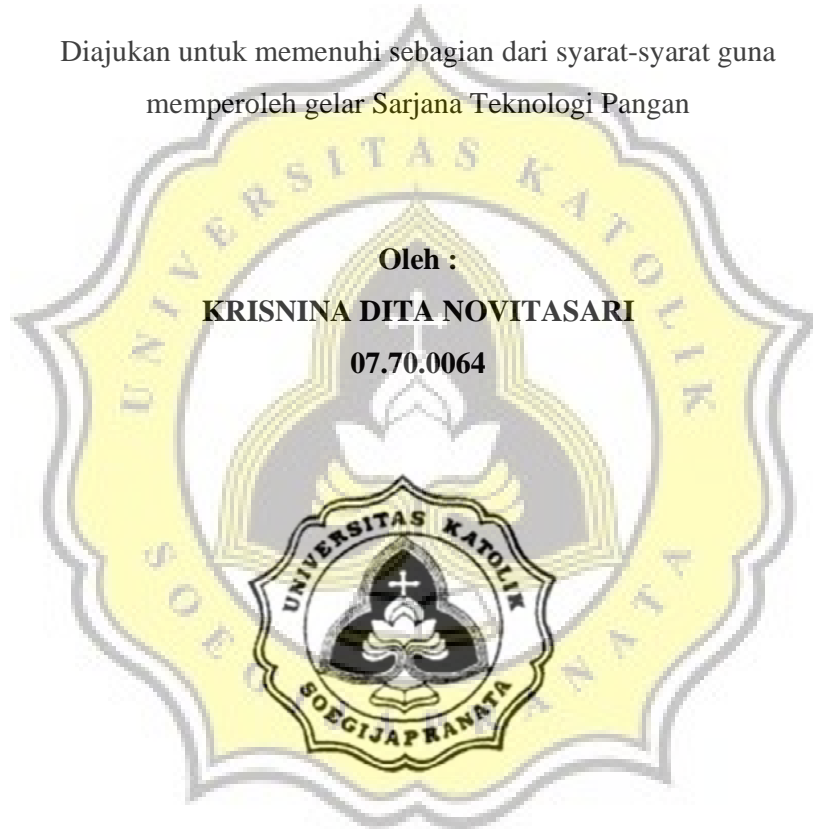 Diajukan untuk memenuhi sebagian dari syarat-syarat guna
memperoleh gelar Sarjana Teknologi Pangan
Oleh :
KRISNINA DITA NOVITASARI
07.70.0064
UNIVERSITAS KATOLIK
SOEGIJAPRANATA
UNIVERSITAS KATOLIK
SOEGIJAPRANATA